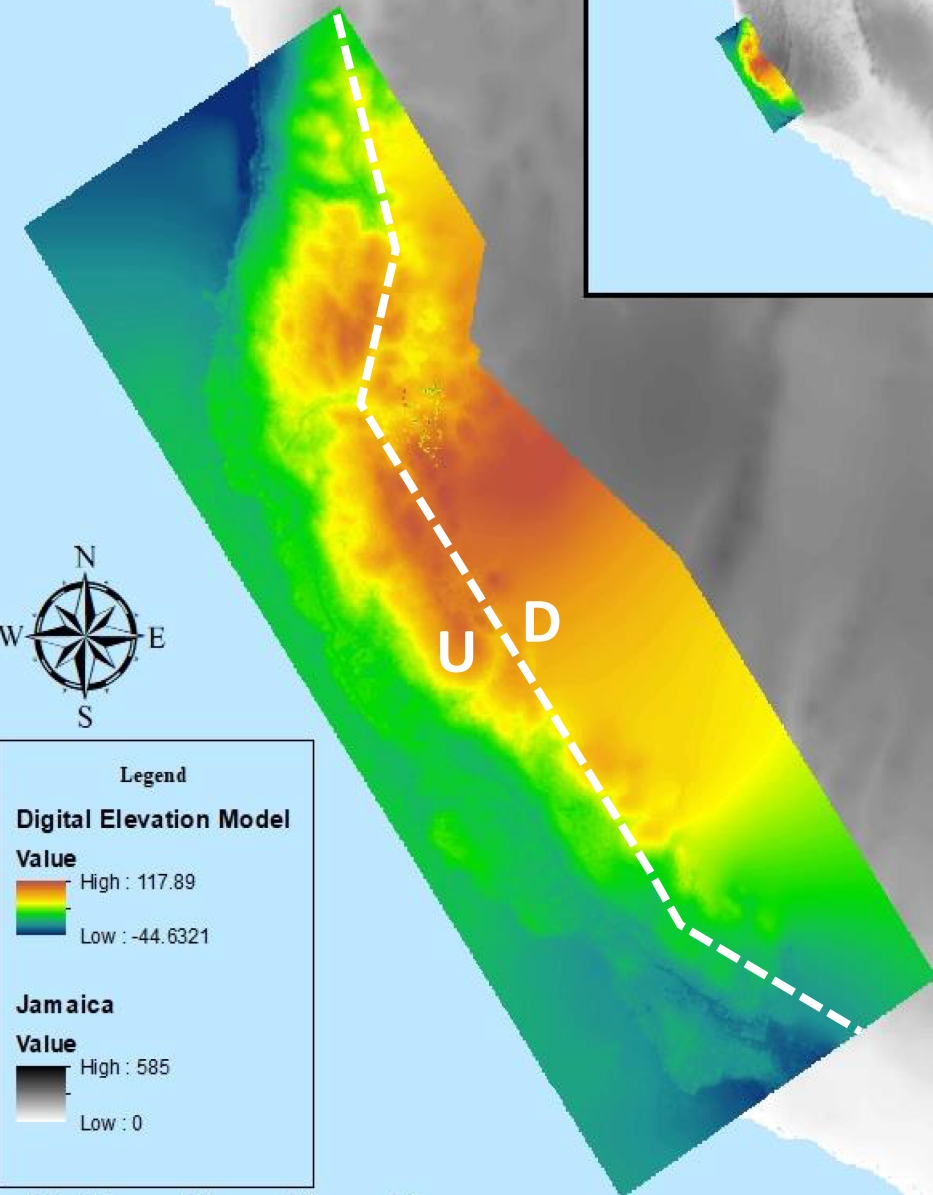 U
D
N
W
E
S
Legend
Digital Elevation Model
Value
High : 117.89
Low : -44.6321
Jamaica
Value
High : 585
Low : 0